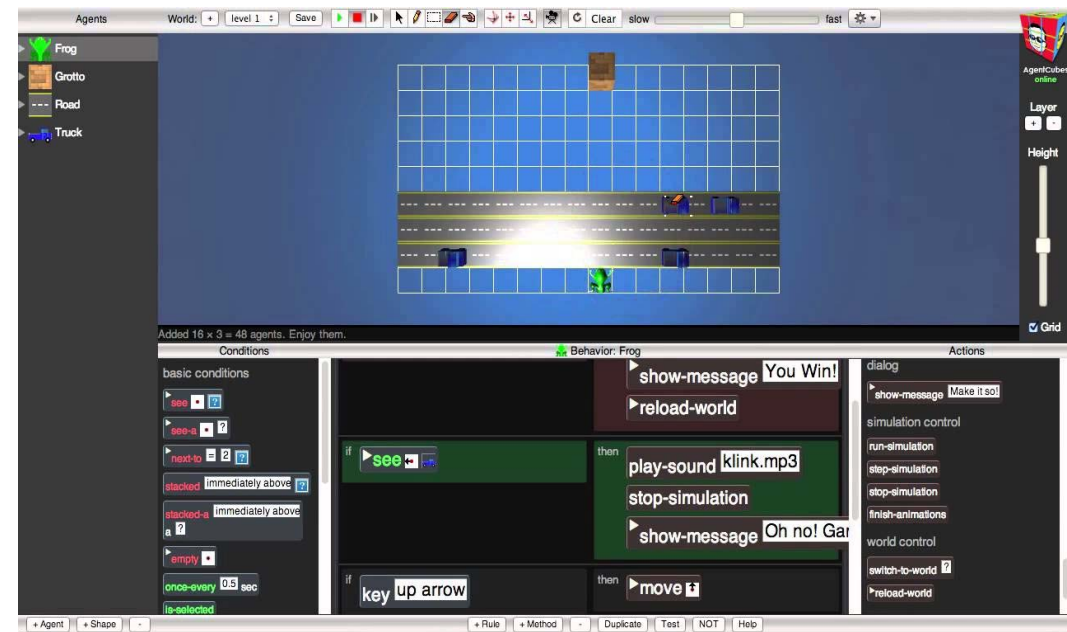 Agents
World: + level 1 Save Clear slow fast
Frog
Grotto
Road
Truck
AgentCubes
online
Layer
+ -
Height
Grid
Added 16 × 3 = 48 agents. Enjoy them.
Conditions
basic conditions
see ?
see-a ?
next-to = 2 ?
stacked immediately above ?
stacked-a immediately above
a ?
empty
once-every 0.5 sec
is-selected
Behavior: Frog
show-message You Win!
reload-world
if see
then play-sound klink.mp3
stop-simulation
show-message Oh no! Gam
if key up arrow
then move
Actions
dialog
show-message Make it so!
simulation control
run-simulation
step-simulation
stop-simulation
finish-animations
world control
switch-to-world ?
reload-world
+ Agent + Shape - + Rule + Method - Duplicate Test NOT Help